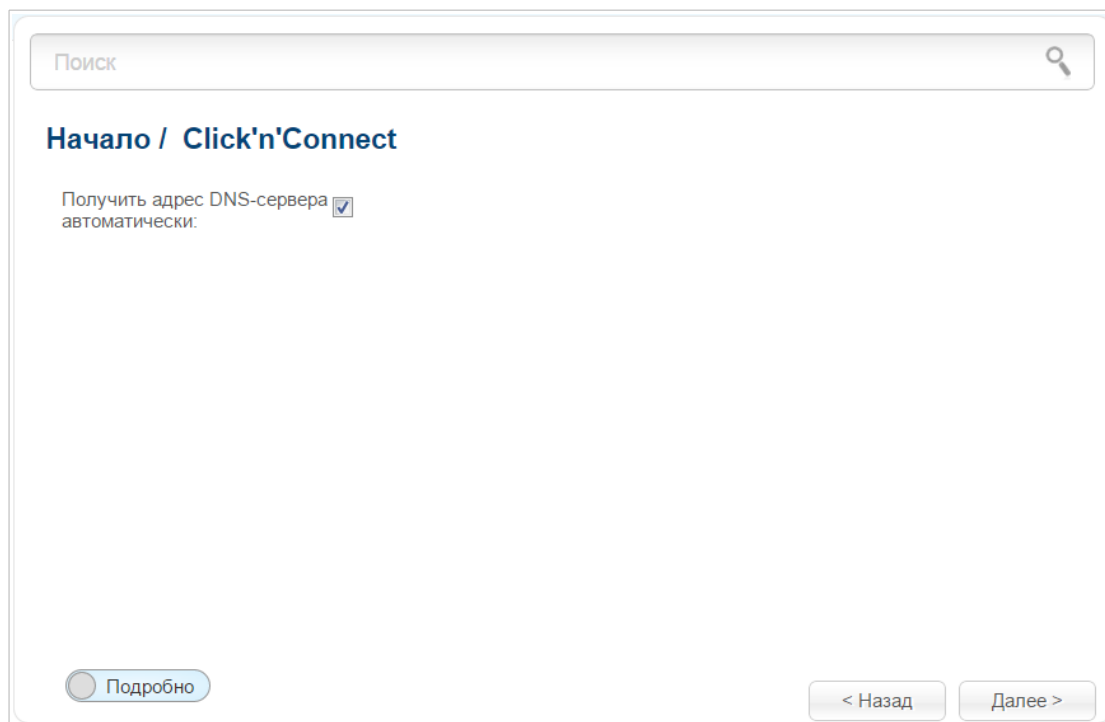 Поиск
Начало / Click'n'Connect
Получить адрес DNS-сервера
автоматически:
Подробно
< Назад
Далее >